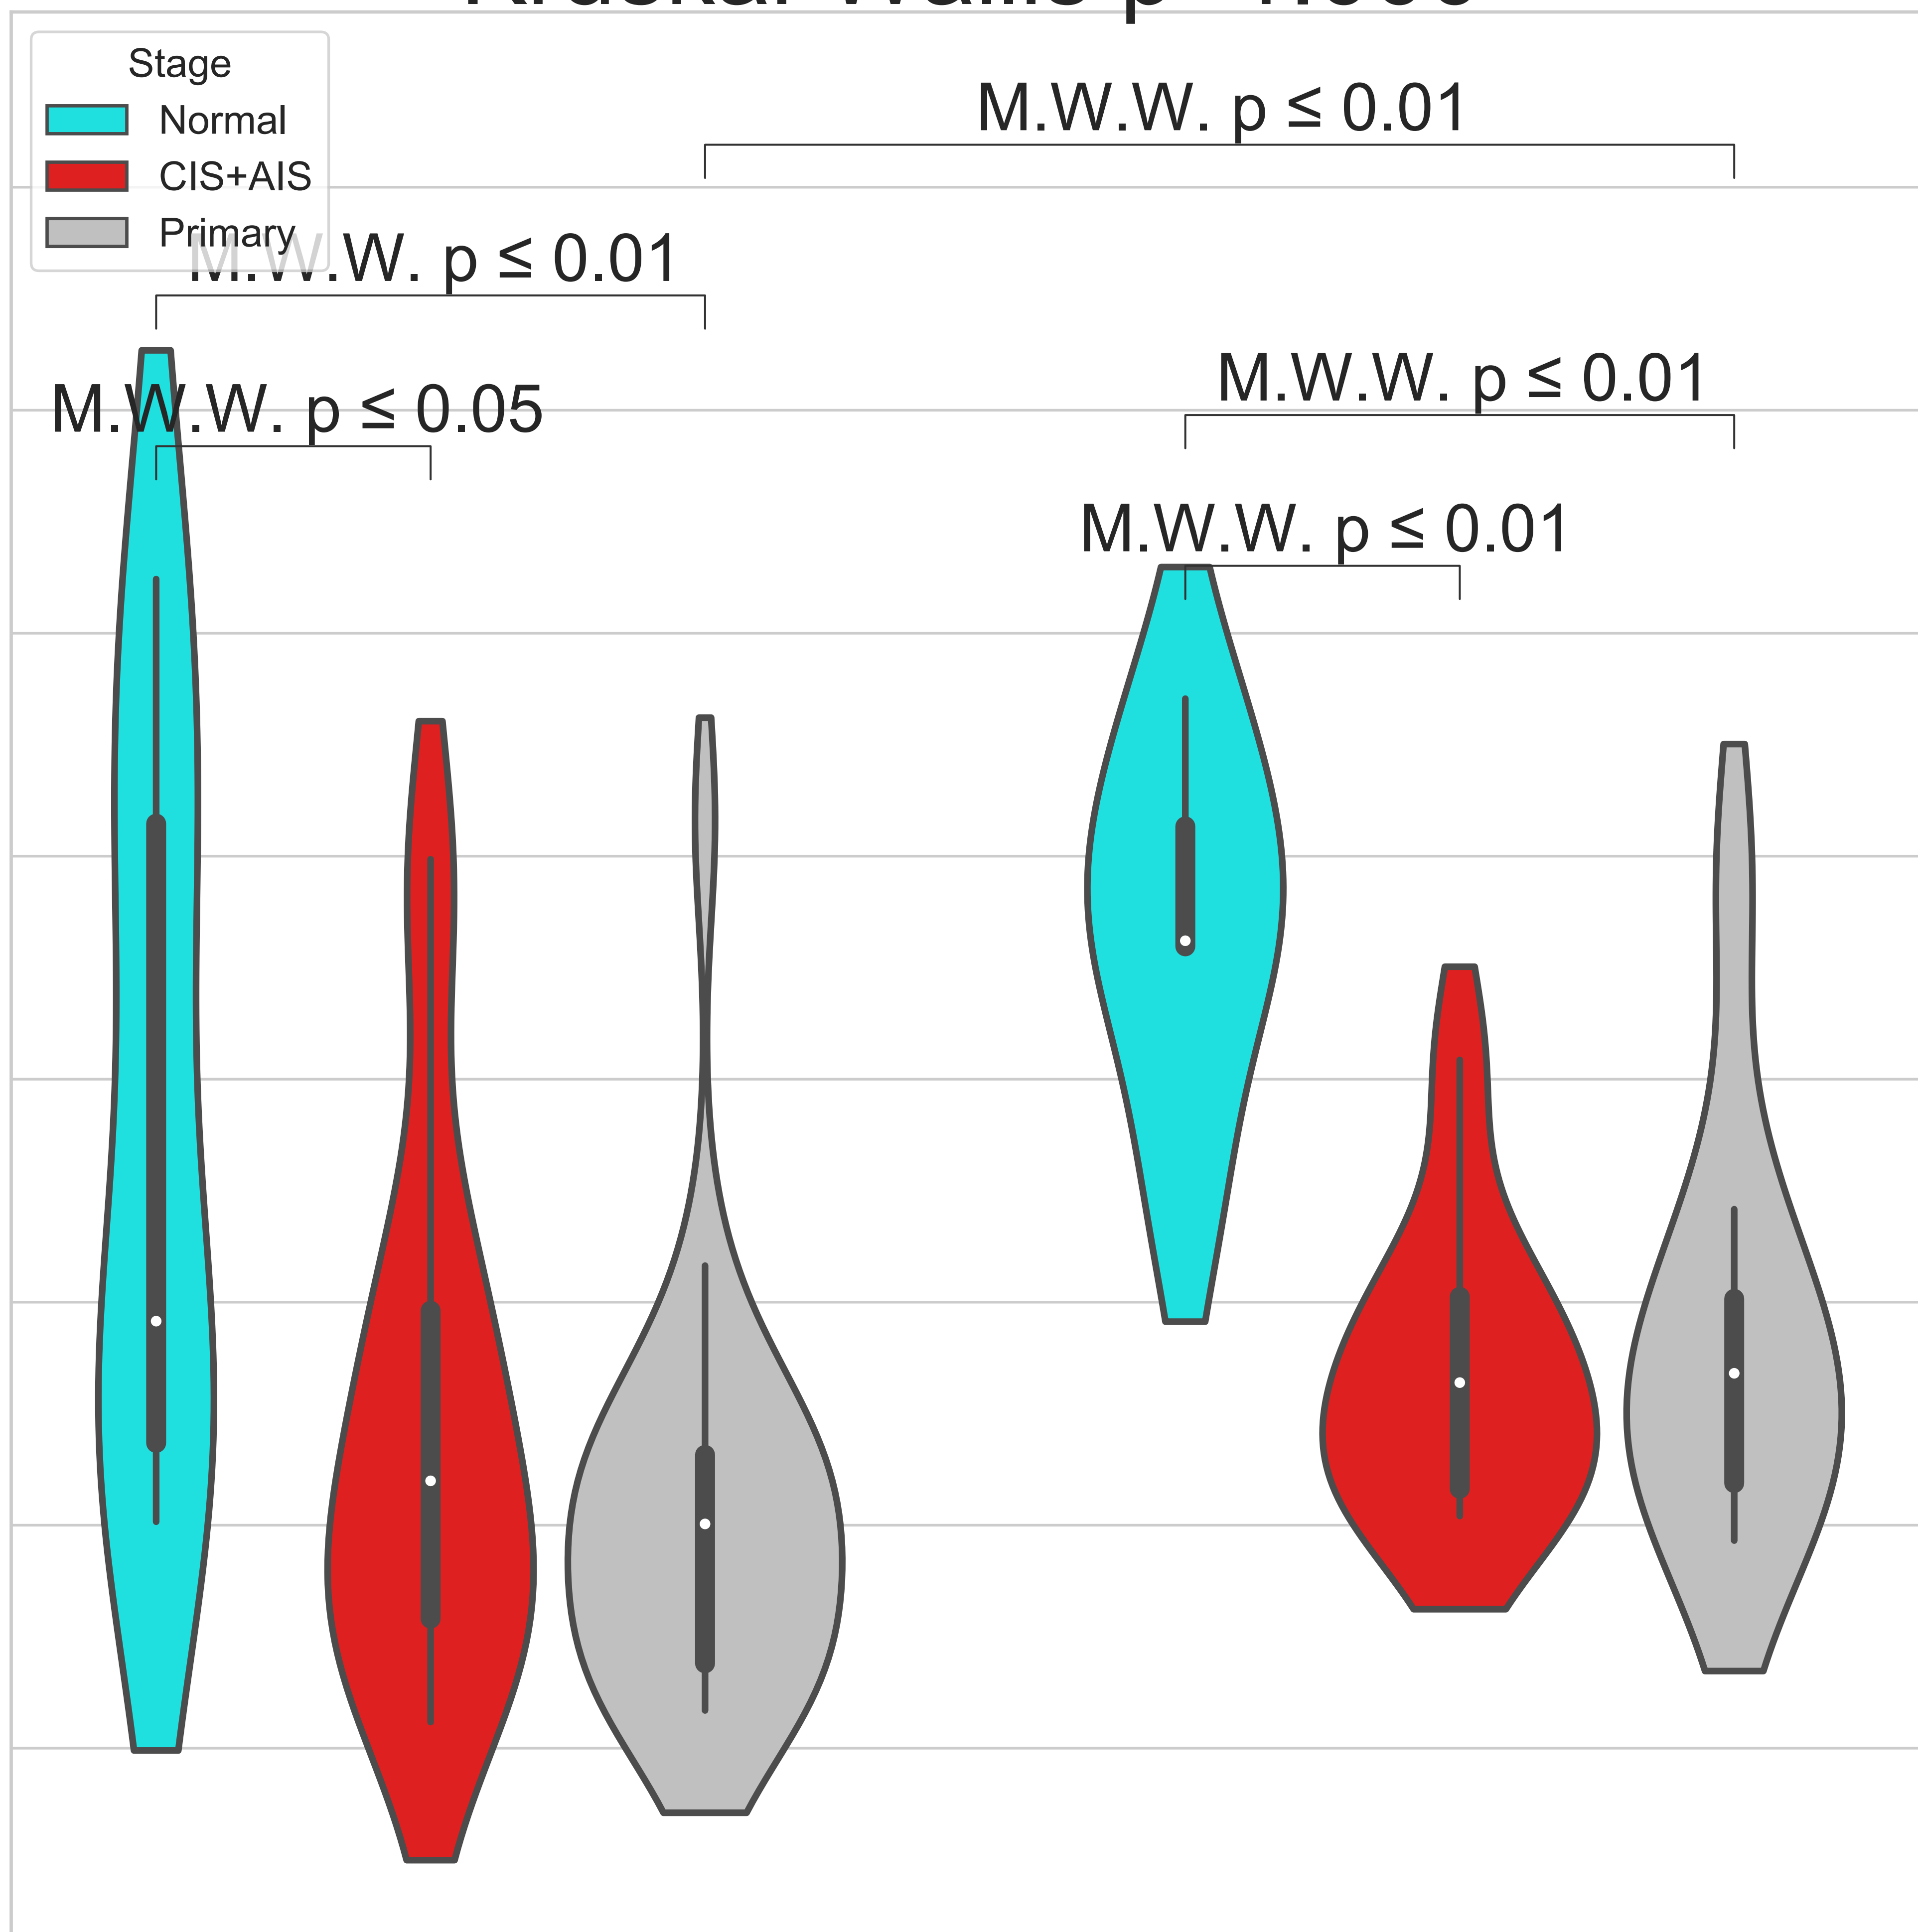 Stage
Normal
CIS+AIS
Primary
M.W.W. p ≤ 0.01
M.W.W. p ≤ 0.01
M.W.W. p ≤ 0.01
M.W.W. p ≤ 0.05
M.W.W. p ≤ 0.01